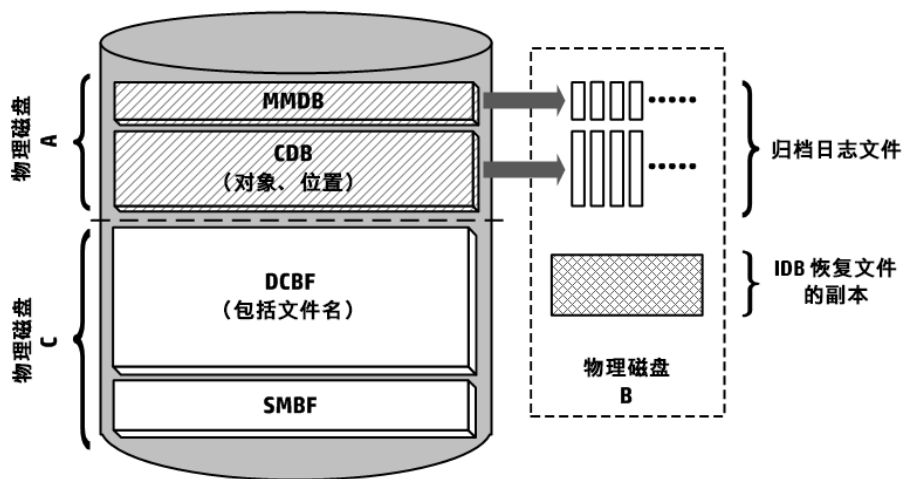 物理磁盘
A
MMDB
CDB
(对象、位置)
归档日志文件
物理磁盘
C
DCBF
(包括文件名)
SMBF
IDB 恢复文件
的副本
物理磁盘
B